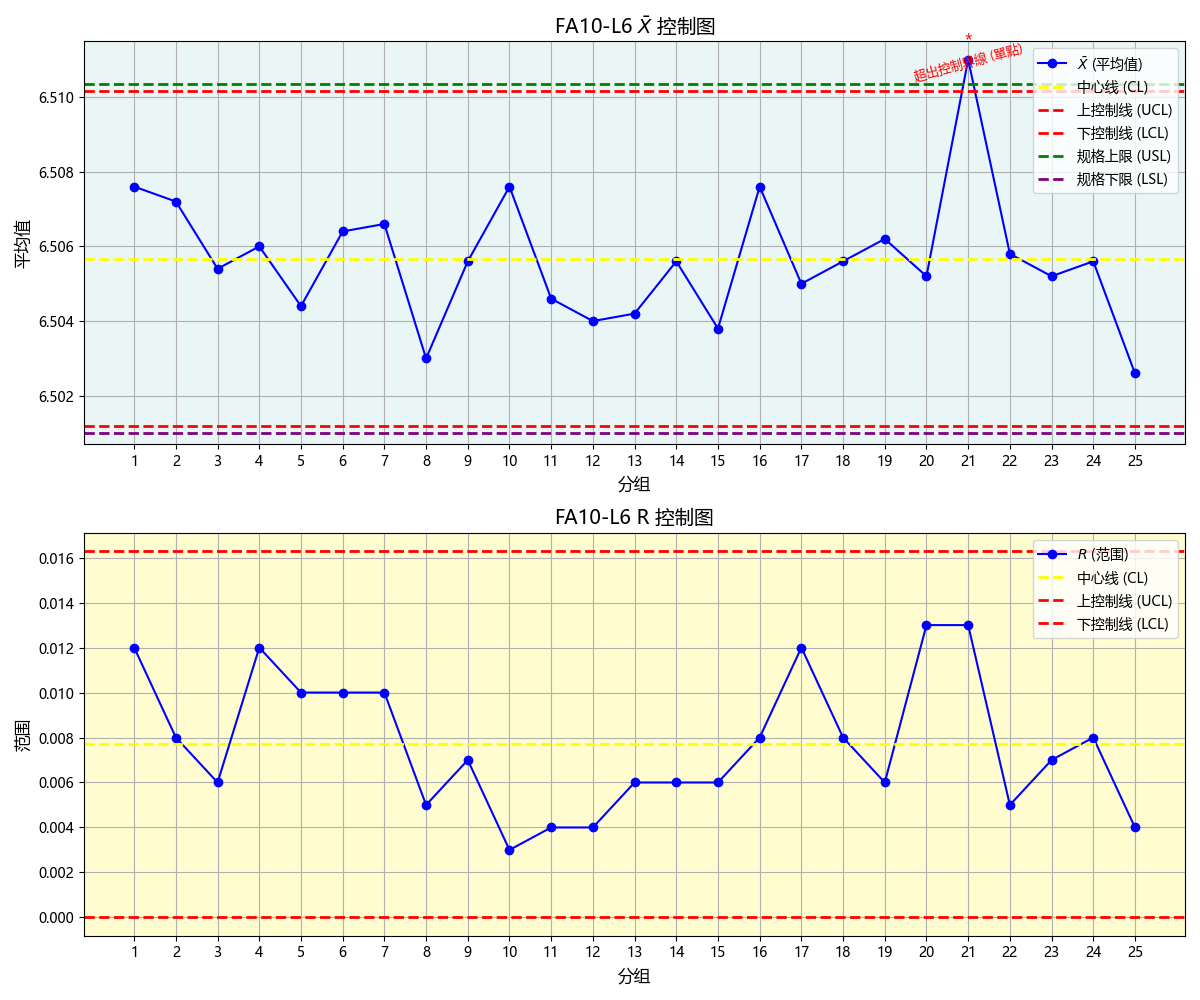 FA10-L6 X̄ 控制图
*
超出控制界線 (單點)
X̄ (平均值)
中心线 (CL)
上控制线 (UCL)
下控制线 (LCL)
规格上限 (USL)
规格下限 (LSL)
平均值
6.510
6.508
6.506
6.504
6.502
1 2 3 4 5 6 7 8 9 10 11 12 13 14 15 16 17 18 19 20 21 22 23 24 25
分组
FA10-L6 R 控制图
R (范围)
中心线 (CL)
上控制线 (UCL)
下控制线 (LCL)
范围
0.016
0.014
0.012
0.010
0.008
0.006
0.004
0.002
0.000
1 2 3 4 5 6 7 8 9 10 11 12 13 14 15 16 17 18 19 20 21 22 23 24 25
分组